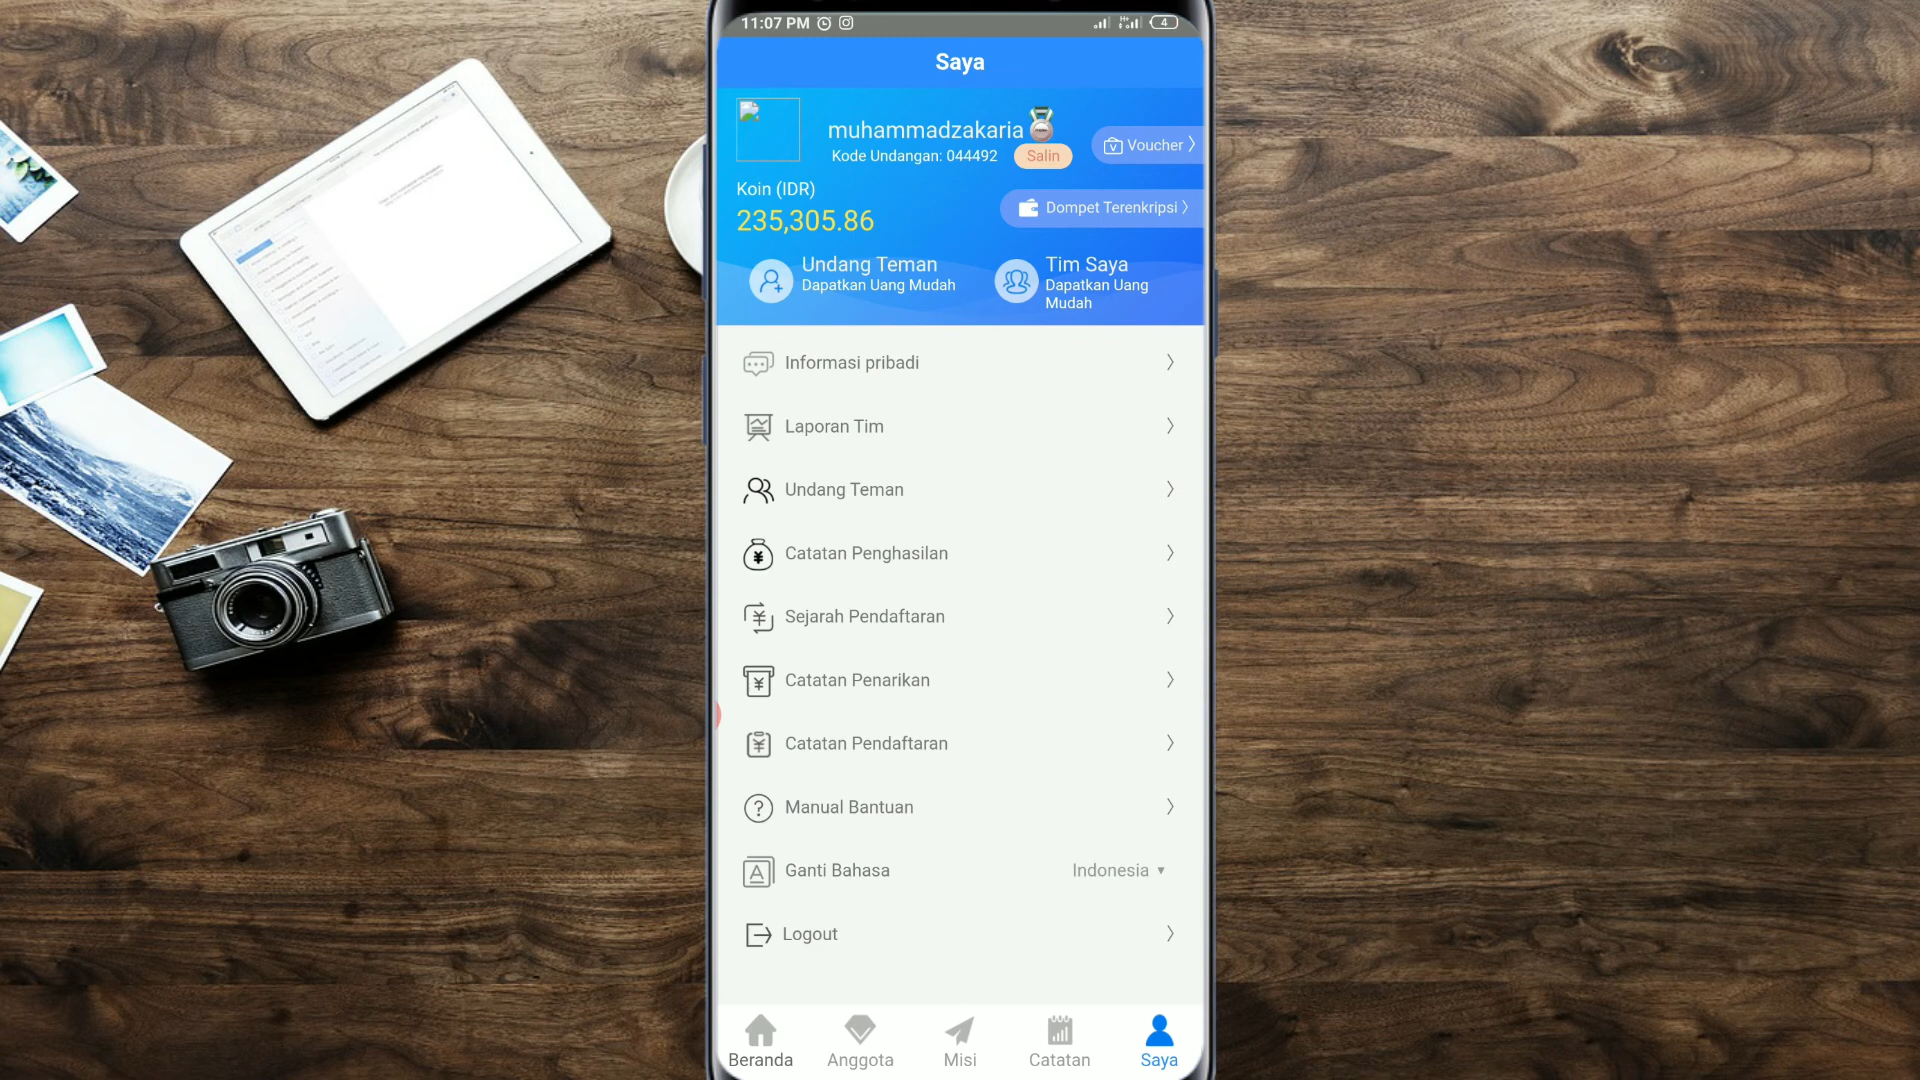 11:07 PM
4
Saya
muhammadzakaria
Kode Undangan: 044492
Salin
Voucher
Koin (IDR)
235,305.86
Dompet Terenkripsi
Undang Teman
Dapatkan Uang Mudah
Tim Saya
Dapatkan Uang
Mudah
Informasi pribadi
Laporan Tim
Undang Teman
Catatan Penghasilan
Sejarah Pendaftaran
Catatan Penarikan
Catatan Pendaftaran
Manual Bantuan
Ganti Bahasa
Indonesia
Logout
Beranda
Anggota
Misi
Catatan
Saya